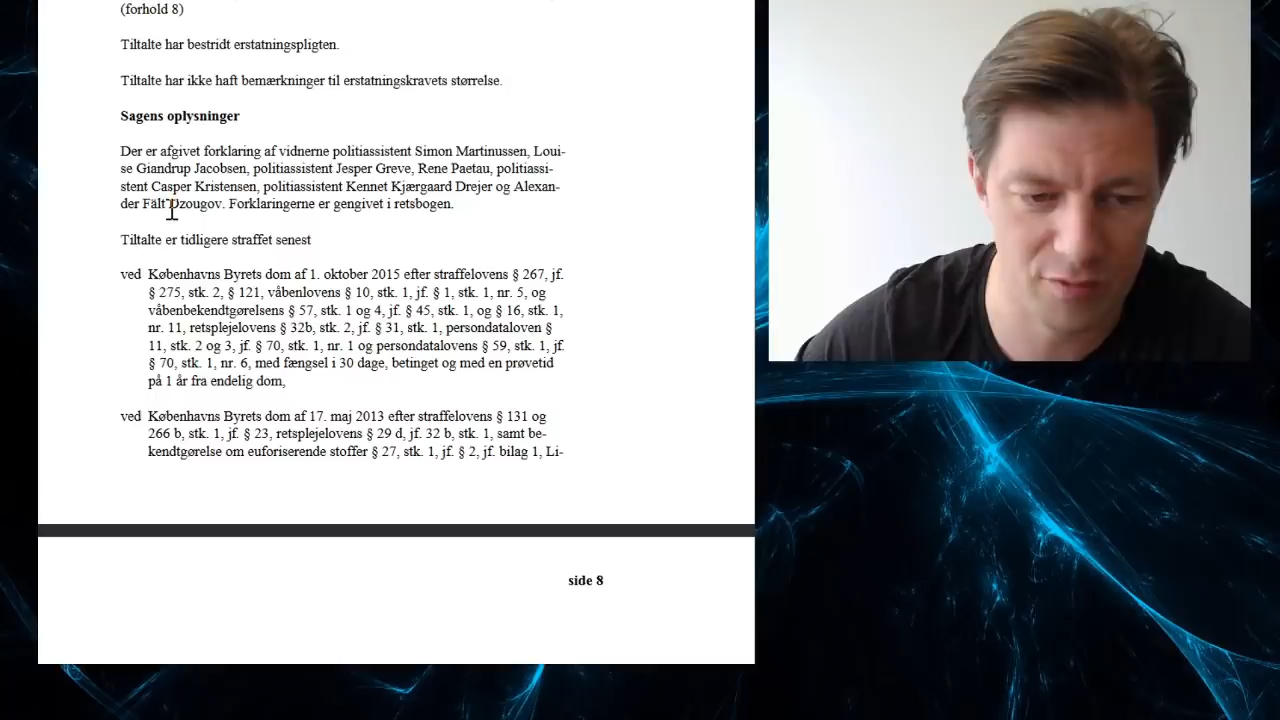 (forhold 8)
Tiltalte har bestridt erstatningspligten.
Tiltalte har ikke haft bemærkninger til erstatningskravets størrelse.
Sagens oplysninger
Der er afgivet forklaring af vidnerne politiassistent Simon Martinussen, Loui-
se Giandrup Jacobsen, politiassistent Jesper Greve, Rene Paetau, politiassi-
stent Casper Kristensen, politiassistent Kennet Kjærgaard Drejer og Alexan-
der Fält Dzougov. Forklaringerne er gengivet i retsbogen.
Tiltalte er tidligere straffet senest
ved Københavns Byrets dom af 1. oktober 2015 efter straffelovens § 267, jf.
§ 275, stk. 2, § 121, våbenlovens § 10, stk. 1, jf. § 1, stk. 1, nr. 5, og
våbenbekendtgørelsens § 57, stk. 1 og 4, jf. § 45, stk. 1, og § 16, stk. 1,
nr. 11, retsplejelovens § 32b, stk. 2, jf. § 31, stk. 1, persondataloven §
11, stk. 2 og 3, jf. § 70, stk. 1, nr. 1 og persondatalovens § 59, stk. 1, jf.
§ 70, stk. 1, nr. 6, med fængsel i 30 dage, betinget og med en prøvetid
på 1 år fra endelig dom,
ved Københavns Byrets dom af 17. maj 2013 efter straffelovens § 131 og
266 b, stk. 1, jf. § 23, retsplejelovens § 29 d, jf. 32 b, stk. 1, samt be-
kendtgørelse om euforiserende stoffer § 27, stk. 1, jf. § 2, jf. bilag 1, Li-
side 8